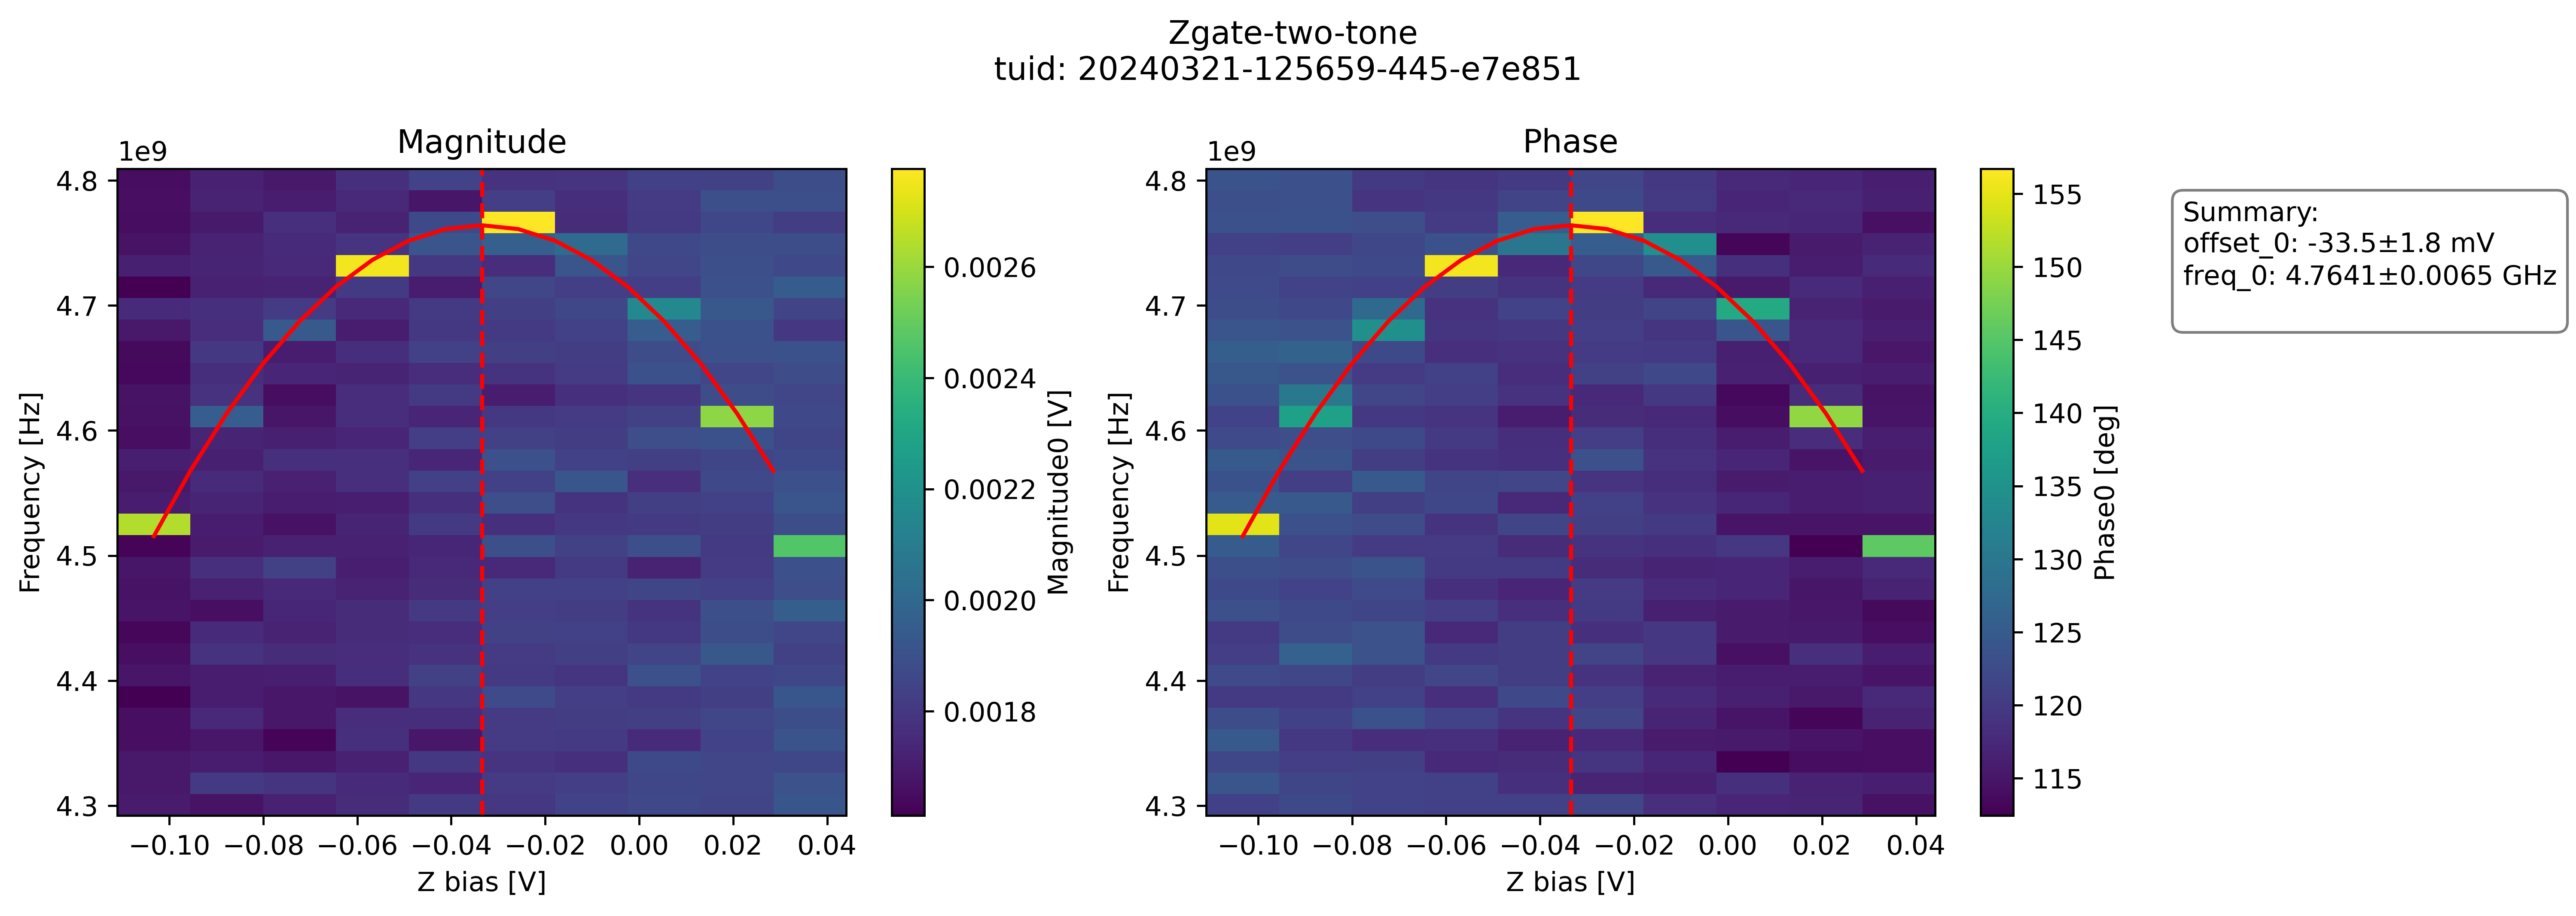 Zgate-two-tone
tuid: 20240321-125659-445-e7e851
Magnitude
1e9
4.8
4.7
4.6
4.5
4.4
4.3
Frequency [Hz]
−0.10
−0.08
−0.06
−0.04
−0.02
0.00
0.02
0.04
Z bias [V]
0.0026
0.0024
0.0022
0.0020
0.0018
Magnitude0 [V]
Phase
1e9
4.8
4.7
4.6
4.5
4.4
4.3
Frequency [Hz]
−0.10
−0.08
−0.06
−0.04
−0.02
0.00
0.02
0.04
Z bias [V]
155
150
145
140
135
130
125
120
115
Phase0 [deg]
Summary:
offset_0: -33.5±1.8 mV
freq_0: 4.7641±0.0065 GHz